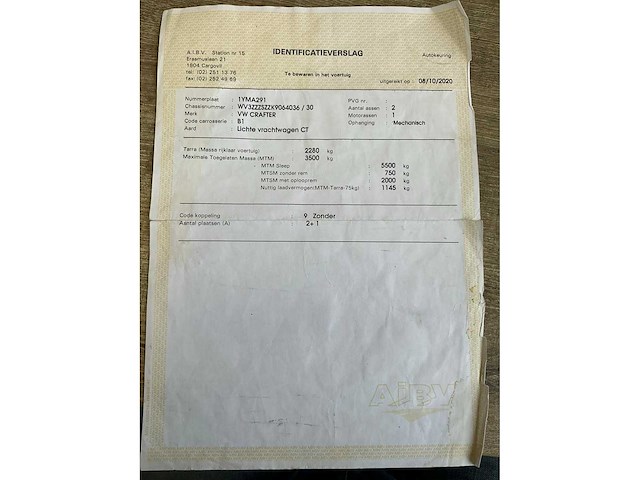 A.I.B.V. Station nr 15
Erasmuslaan 21
1804 Cargovil
tel: (02) 251 13 76
fax: (02) 252 49 69
IDENTIFICATIEVERSLAG
Te bewaren in het voertuig
Autokeuring
uitgereikt op : 08/10/2020
Nummerplaat : 1YMA291
Chassisnummer : WV3ZZZSZZK9064036 / 30
Merk : VW CRAFTER
Code carrosserie : B1
Aard : Lichte vrachtwagen CT
PVG nr. :
Aantal assen : 2
Motorassen : 1
Ophanging : Mechanisch
Tarra (Massa rijklaar voertuig) : 2280 kg
Maximale Toegelaten Massa (MTM) : 3500 kg
- MTM Sleep : 5500 kg
- MTSM zonder rem : 750 kg
- MTSM met oplooprem : 2000 kg
- Nuttig laadvermogen(MTM-Tarra-75kg) : 1145 kg
Code koppeling : 9 Zonder
Aantal plaatsen (A) : 2+ 1
AIBV